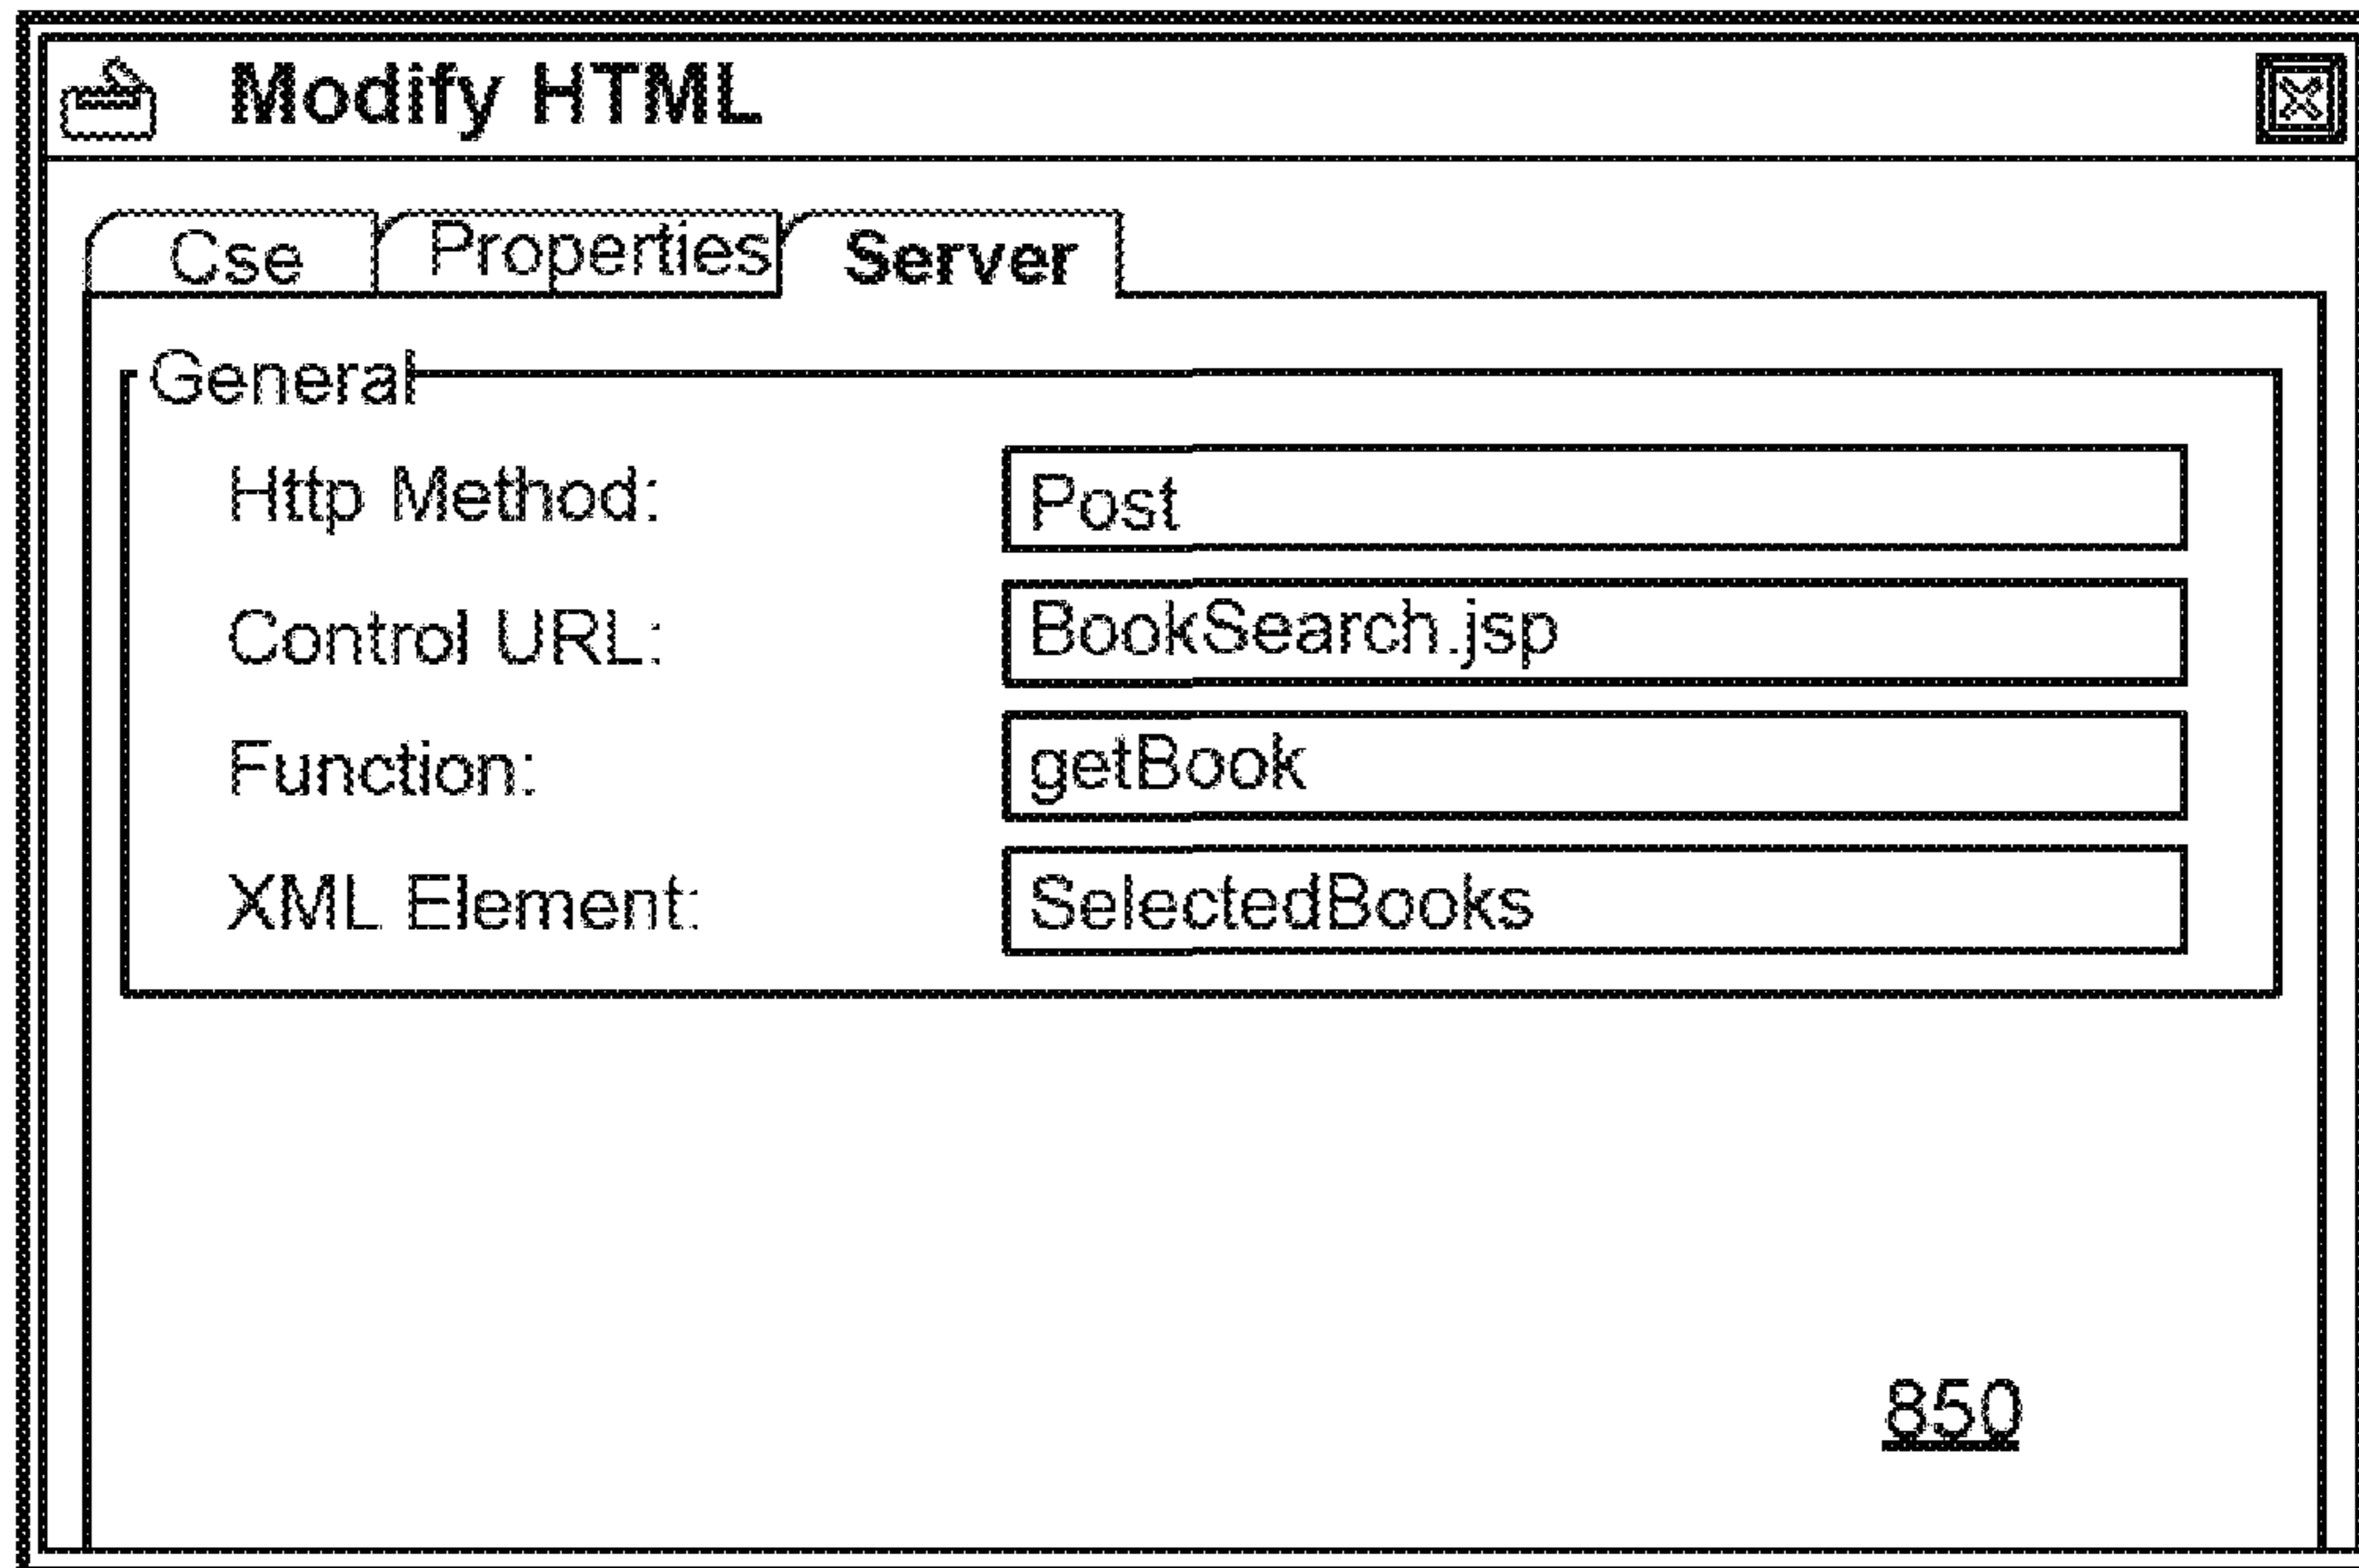 Modify HTML
Cse Properties Server
General
Http Method: Post
Control URL: BookSearch.jsp
Function: getBook
XML Element: SelectedBooks
850